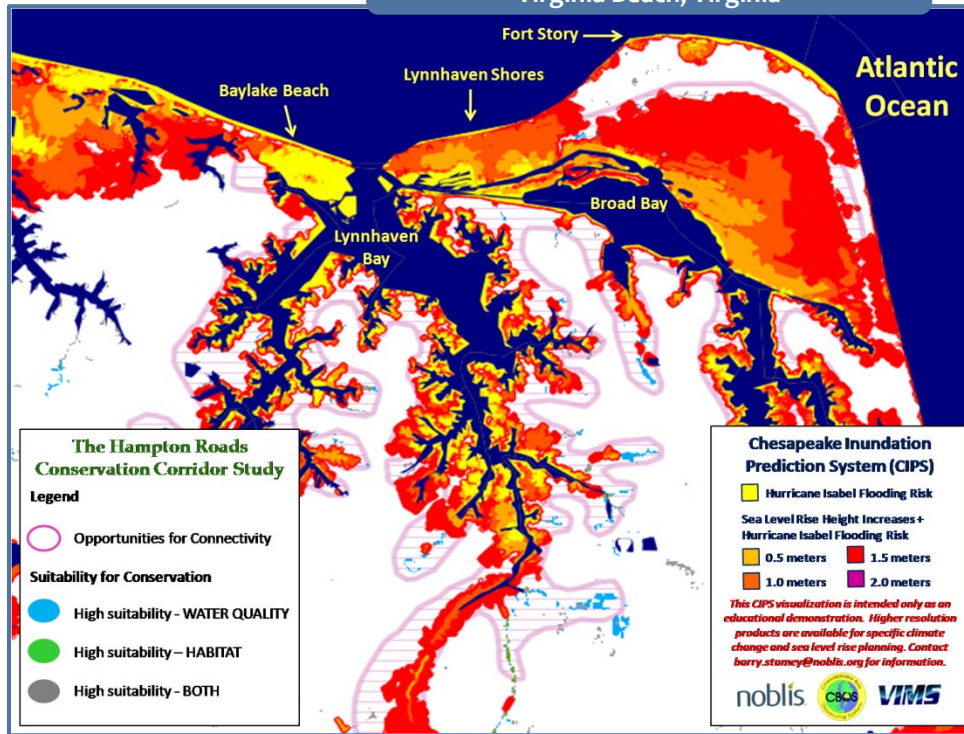 Virginia Beach, Virginia
Fort Story
Lynnhaven Shores
Baylake Beach
Atlantic
Ocean
Broad Bay
Lynnhaven
Bay
The Hampton Roads
Conservation Corridor Study
Legend
Opportunities for Connectivity
Suitability for Conservation
High suitability - WATER QUALITY
High suitability – HABITAT
High suitability - BOTH
Chesapeake Inundation
Prediction System (CIPS)
Hurricane Isabel Flooding Risk
Sea Level Rise Height Increases +
Hurricane Isabel Flooding Risk
0.5 meters
1.5 meters
1.0 meters
2.0 meters
This CIPS visualization is intended only as an
educational demonstration. Higher resolution
products are available for specific climate
change and sea level rise planning. Contact
barry.stamey@noblis.org for information.
noblis.
CBOS
VIMS